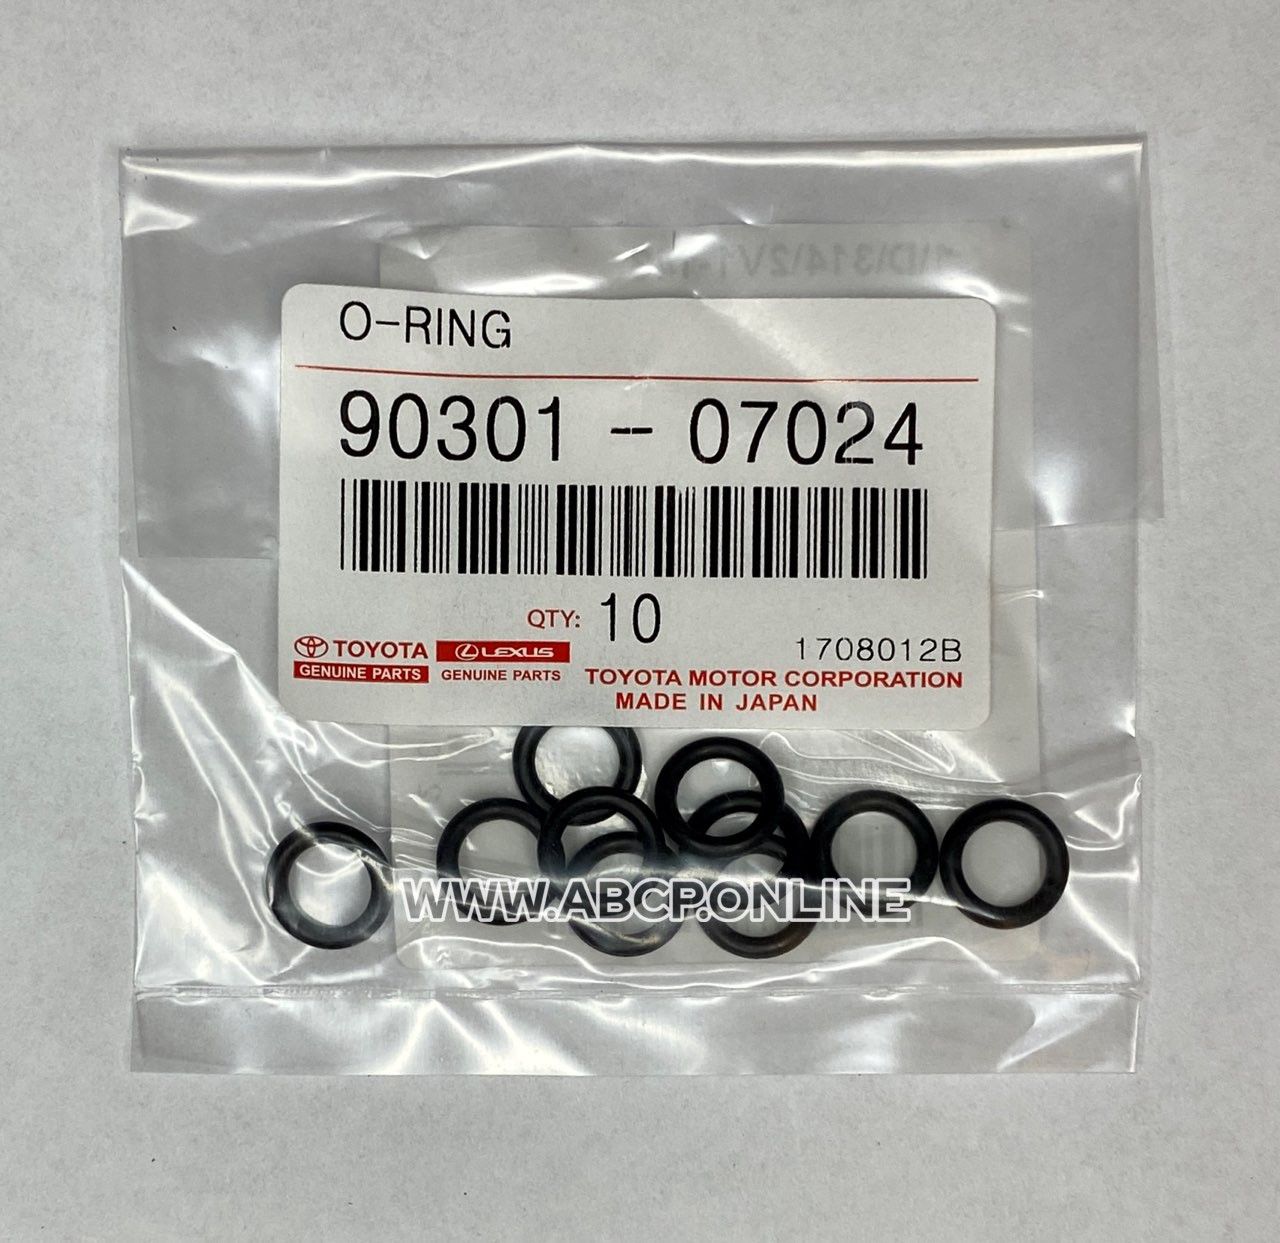 O-RING
90301-07024
QTY: 10
TOYOTA LEXUS 1708012B
GENUINE PARTS GENUINE PARTS TOYOTA MOTOR CORPORATION
MADE IN JAPAN
WWW.ABCP.ONLINE